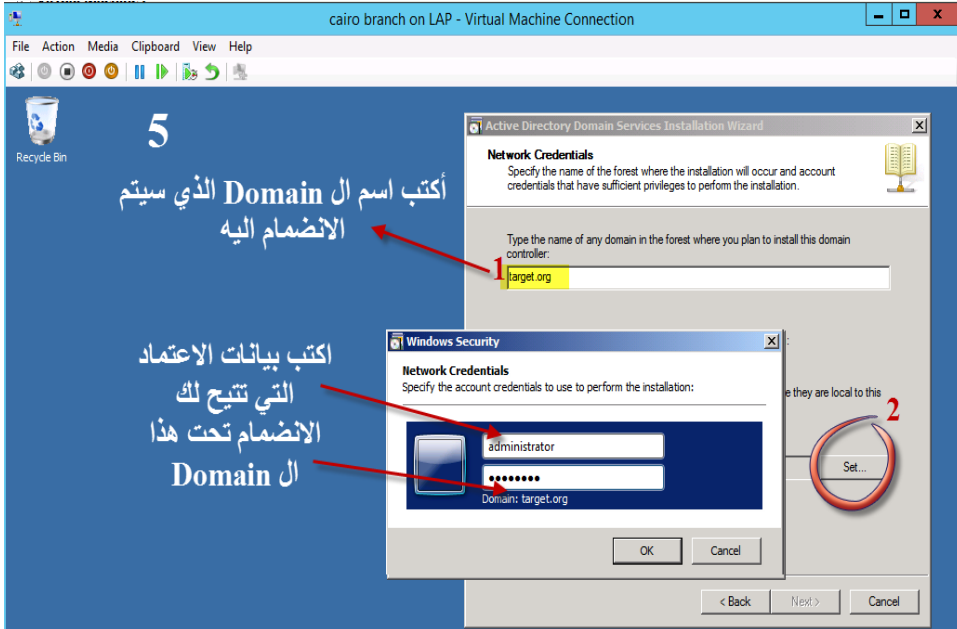 cairo branch on LAP - Virtual Machine Connection
File Action Media Clipboard View Help
Recycle Bin
5
أكتب اسم ال Domain الذي سيتم
الانضمام اليه
Active Directory Domain Services Installation Wizard
Network Credentials
Specify the name of the forest where the installation will occur and account
credentials that have sufficient privileges to perform the installation.
Type the name of any domain in the forest where you plan to install this domain
controller:
1
target.org
اكتب بيانات الاعتماد
التي تتيح لك
الانضمام تحت هذا
ال Domain
Windows Security
Network Credentials
Specify the account credentials to use to perform the installation:
administrator
••••••••
Domain: target.org
OK Cancel
:
e they are local to this
2
Set...
< Back Next > Cancel